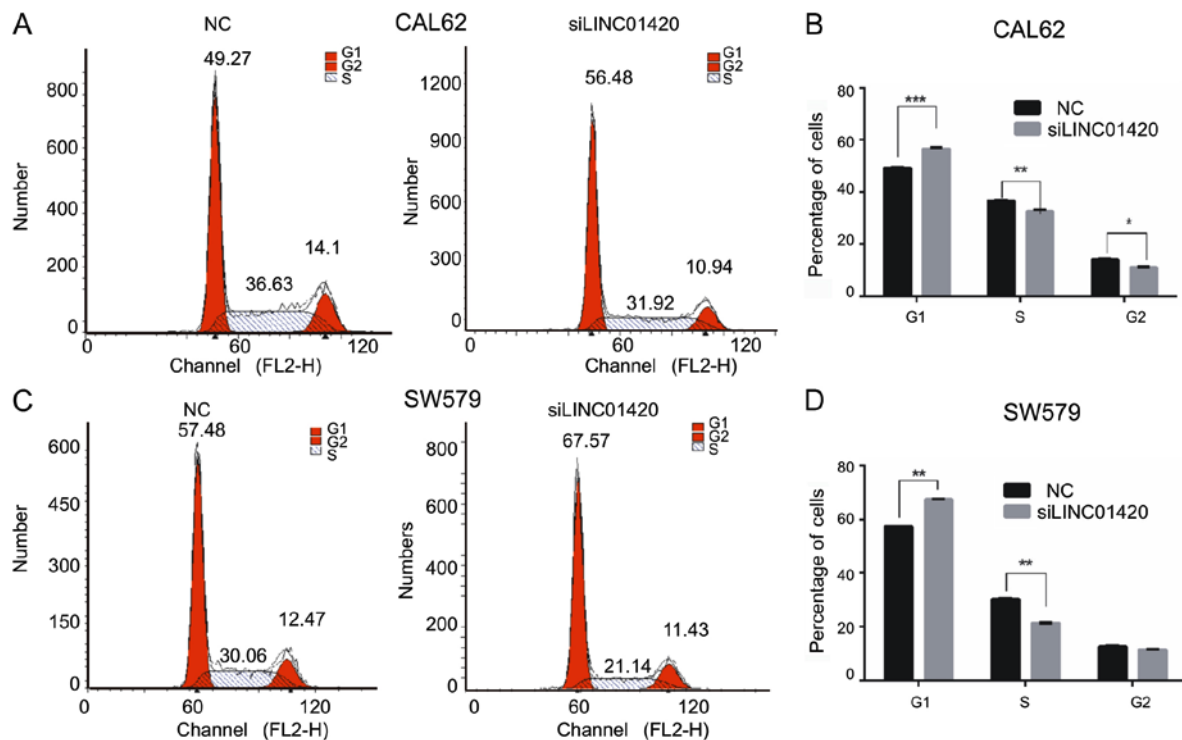 A
NC
CAL62
siLINC01420
49.27
G1
G2
S
800
600
400
200
0
Number
14.1
36.63
0
60
120
Channel (FL2-H)
56.48
G1
G2
S
1200
900
600
300
0
Number
10.94
31.92
0
60
120
Channel (FL2-H)
B
CAL62
80
60
40
20
0
Percentage of cells
***
**
*
NC
siLINC01420
G1
S
G2
C
NC
SW579
siLINC01420
57.48
G1
G2
S
600
450
300
150
0
Number
12.47
30.06
0
60
120
Channel (FL2-H)
67.57
G1
G2
S
800
600
400
200
0
Numbers
11.43
21.14
0
60
120
Channel (FL2-H)
D
SW579
80
60
40
20
0
Percentage of cells
**
**
NC
siLINC01420
G1
S
G2